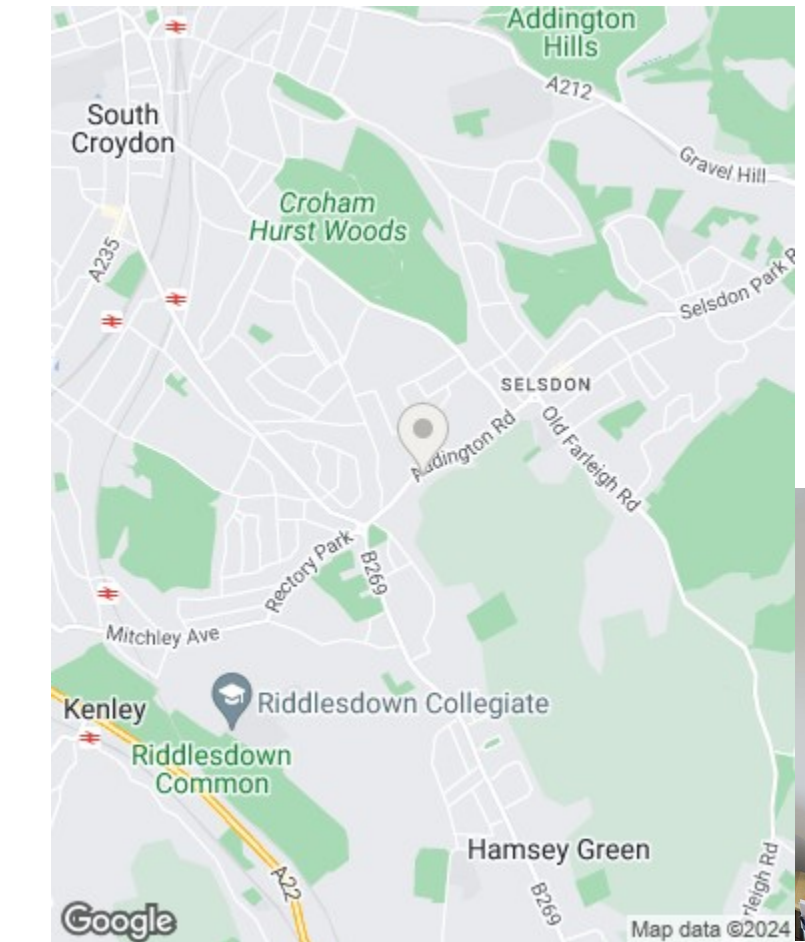 Addington
Hills
A212
South
Croydon
Gravel Hill
Croham
Hurst Woods
A235
Selsdon Park R
SELSDON
Addington Rd
Old Farleigh Rd
Rectory Park
B269
Mitchley Ave
Kenley
Riddlesdown Collegiate
Riddlesdown
Common
Hamsey Green
A22
B269
rleigh Rd
Google
Map data ©2024